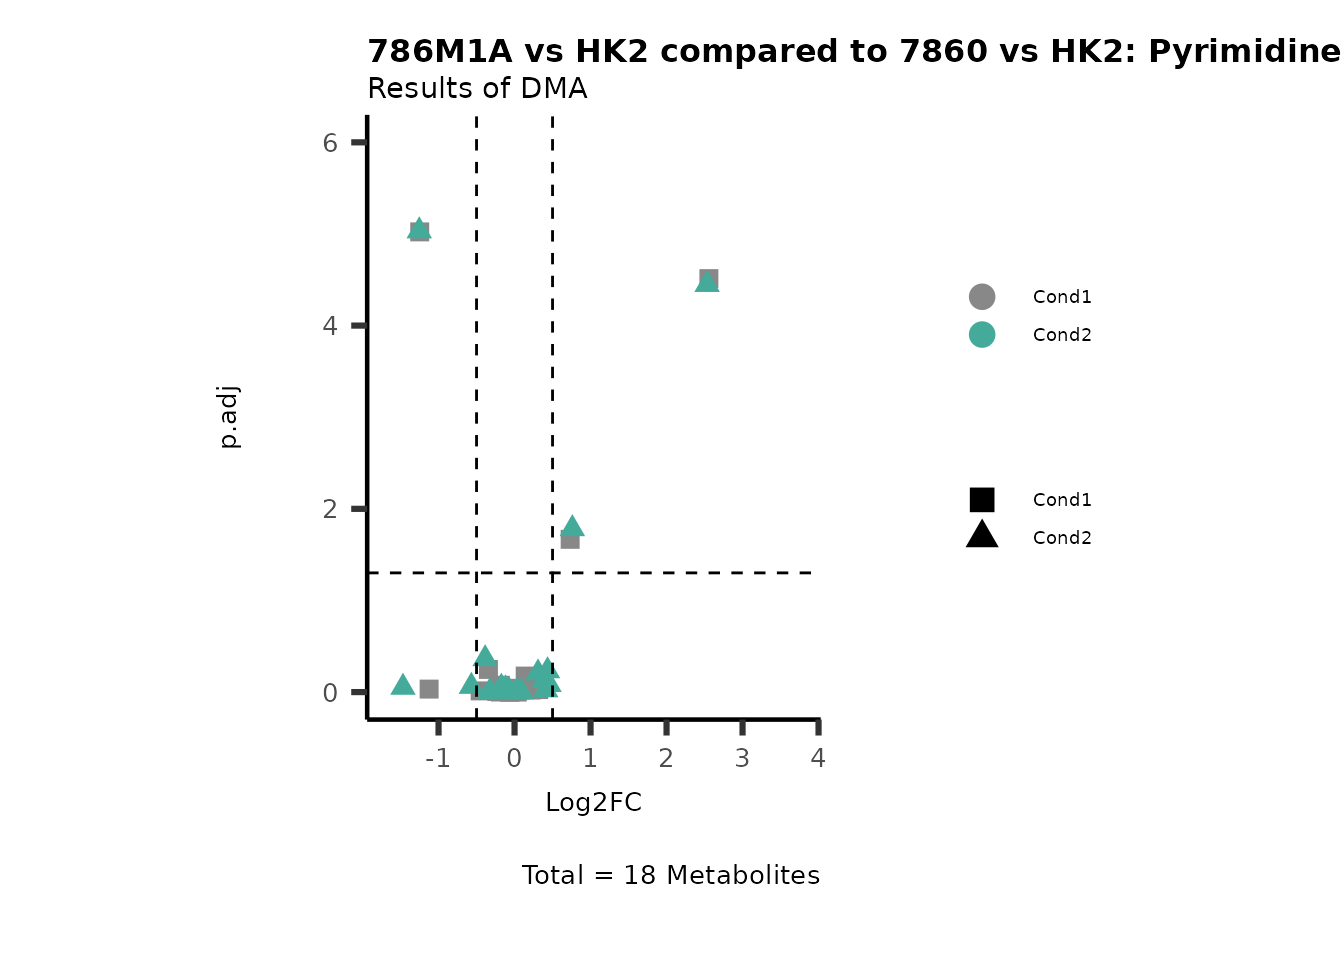 786M1A vs HK2 compared to 7860 vs HK2: Pyrimidine
Results of DMA
6
4
2
0
p.adj
-1 0 1 2 3 4
Log2FC
Cond1
Cond2
Cond1
Cond2
Total = 18 Metabolites